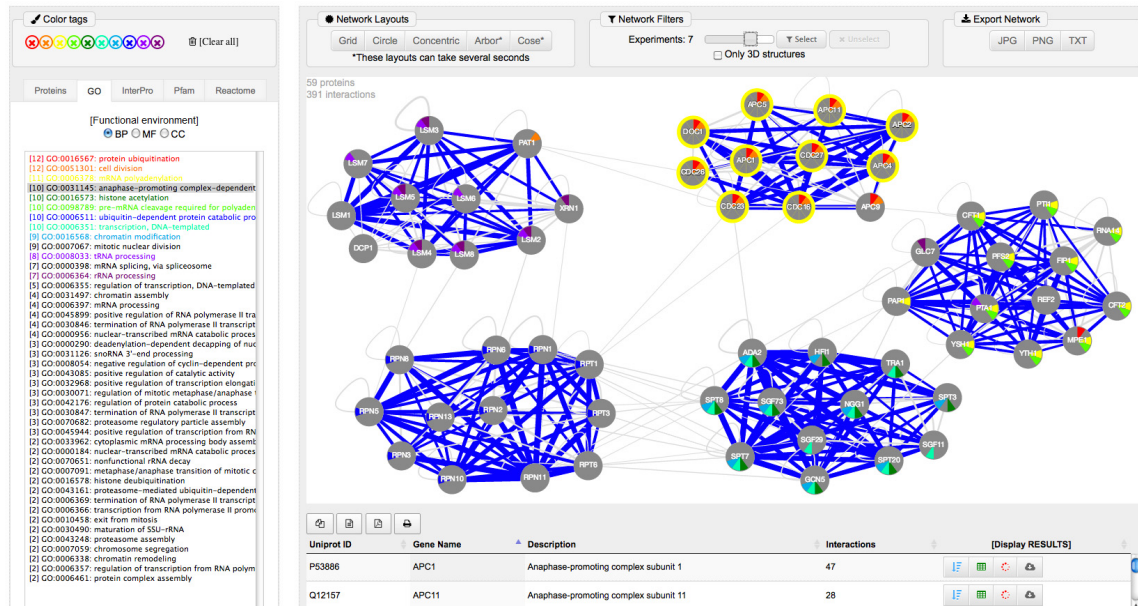 Color tags
[Clear all]
Proteins GO InterPro Pfam Reactome
[Functional environment]
BP MF CC
[12] GO:0016567: protein ubiquitination
[12] GO:0051301: cell division
[10] GO:0031145: anaphase-promoting complex-dependent
[10] GO:0016573: histone acetylation
[10] GO:0098789: pre-mRNA cleavage required for polyaden
[10] GO:0006511: ubiquitin-dependent protein catabolic pro
[10] GO:0006351: transcription, DNA-templated
[9] GO:0016568: chromatin modification
[9] GO:0007067: mitotic nuclear division
[8] GO:0008033: tRNA processing
[7] GO:0000398: mRNA splicing, via spliceosome
[7] GO:0006364: rRNA processing
[5] GO:0006355: regulation of transcription, DNA-templated
[4] GO:0031497: chromatin assembly
[4] GO:0006397: mRNA processing
[4] GO:0045899: positive regulation of RNA polymerase II tra
[4] GO:0030846: termination of RNA polymerase II transcript
[4] GO:0000956: nuclear-transcribed mRNA catabolic proces
[3] GO:0000290: deadenylation-dependent decapping of nuc
[3] GO:0031126: snoRNA 3'-end processing
[3] GO:0008054: negative regulation of cyclin-dependent pro
[3] GO:0043085: positive regulation of catalytic activity
[3] GO:0032968: positive regulation of transcription elongati
[3] GO:0030071: regulation of mitotic metaphase/anaphase t
[3] GO:0042176: regulation of protein catabolic process
[3] GO:0030847: termination of RNA polymerase II transcript
[3] GO:0070682: proteasome regulatory particle assembly
[3] GO:0045944: positive regulation of transcription from RN
[2] GO:0033962: cytoplasmic mRNA processing body assemb
[2] GO:0000184: nuclear-transcribed mRNA catabolic proces
[2] GO:0070651: nonfunctional rRNA decay
[2] GO:0007091: metaphase/anaphase transition of mitotic c
[2] GO:0016578: histone deubiquitination
[2] GO:0043161: proteasome-mediated ubiquitin-dependent
[2] GO:0006369: termination of RNA polymerase II transcript
[2] GO:0006366: transcription from RNA polymerase II promo
[2] GO:0010458: exit from mitosis
[2] GO:0030490: maturation of SSU-rRNA
[2] GO:0043248: proteasome assembly
[2] GO:0007059: chromosome segregation
[2] GO:0006338: chromatin remodeling
[2] GO:0006357: regulation of transcription from RNA polym
[2] GO:0006461: protein complex assembly
Network Layouts
Grid Circle Concentric Arbor* Cose*
*These layouts can take several seconds
Network Filters
Experiments: 7 Select Unselect
Only 3D structures
Export Network
JPG PNG TXT
59 proteins
391 interactions
LSM3
PAT1
LSM7
LSM5
LSM6
LSM1
XRN1
DCP1
LSM4
LSM8
LSM2
APC5
APC11
DOC1
APC2
APC1
CDC27
CDC26
APC4
CDC23
CDC16
APC9
CFT1
PTI1
RNA14
GLC7
PFS2
FIP1
PAP1
PTA1
REF2
CFT2
YSH1
YTH1
MPE1
RPN8
RPN6
RPN1
RPT1
RPN5
RPN13
RPN2
RPT3
RPN3
RPN10
RPN11
RPT6
ADA2
HFI1
TRA1
SPT8
SGF73
NGG1
SPT3
SGF29
SGF11
SPT7
SPT20
GCN5
Uniprot ID Gene Name Description Interactions [Display RESULTS]
P53886 APC1 Anaphase-promoting complex subunit 1 47
Q12157 APC11 Anaphase-promoting complex subunit 11 28